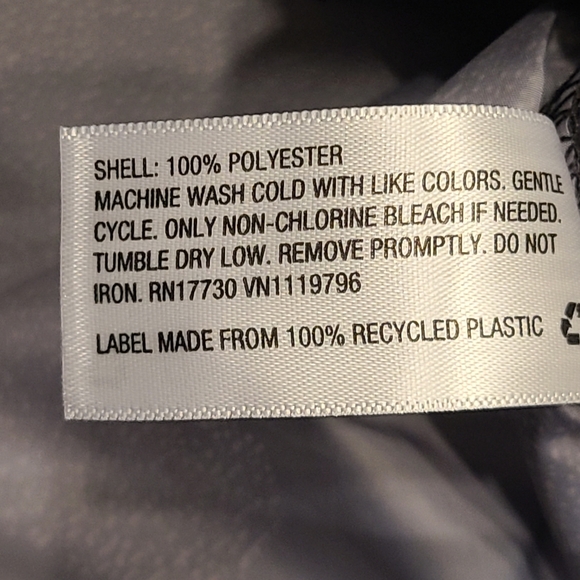 SHELL: 100% POLYESTER
MACHINE WASH COLD WITH LIKE COLORS. GENTLE
CYCLE. ONLY NON-CHLORINE BLEACH IF NEEDED.
TUMBLE DRY LOW. REMOVE PROMPTLY. DO NOT
IRON. RN17730 VN1119796
LABEL MADE FROM 100% RECYCLED PLASTIC